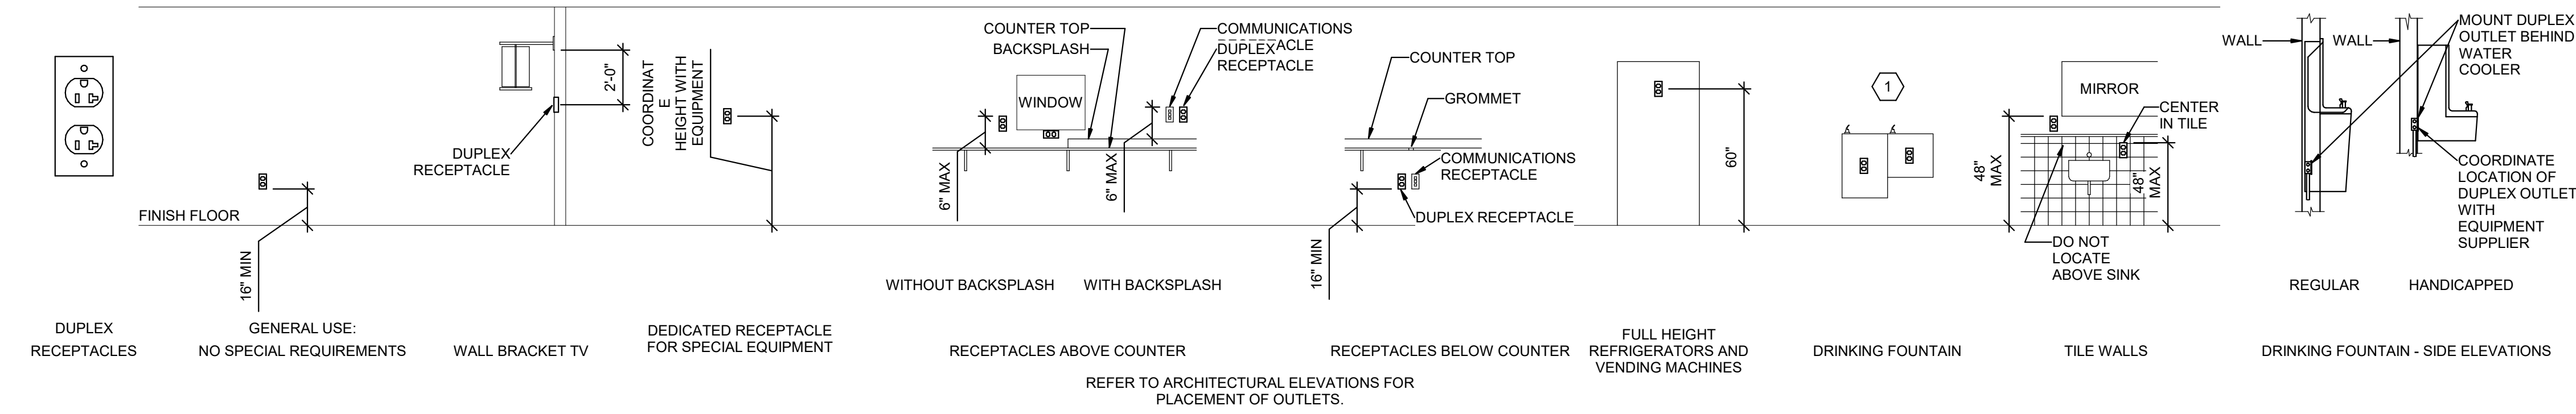 DUPLEX
RECEPTACLES
FINISH FLOOR
16" MIN
GENERAL USE:
NO SPECIAL REQUIREMENTS
2'-0"
DUPLEX
RECEPTACLE
WALL BRACKET TV
COORDINAT
E
HEIGHT WITH
EQUIPMENT
DEDICATED RECEPTACLE
FOR SPECIAL EQUIPMENT
COUNTER TOP
BACKSPLASH
COMMUNICATIONS
ACLE
DUPLEX
RECEPTACLE
WINDOW
6" MAX
6" MAX
WITHOUT BACKSPLASH
WITH BACKSPLASH
RECEPTACLES ABOVE COUNTER
COUNTER TOP
GROMMET
COMMUNICATIONS
RECEPTACLE
DUPLEX RECEPTACLE
16" MIN
RECEPTACLES BELOW COUNTER
REFER TO ARCHITECTURAL ELEVATIONS FOR
PLACEMENT OF OUTLETS.
60"
FULL HEIGHT
REFRIGERATORS AND
VENDING MACHINES
1
DRINKING FOUNTAIN
MIRROR
CENTER
IN TILE
48"
MAX
48"
MAX
DO NOT
LOCATE
ABOVE SINK
TILE WALLS
WALL
WALL
MOUNT DUPLEX
OUTLET BEHIND
WATER
COOLER
COORDINATE
LOCATION OF
DUPLEX OUTLET
WITH
EQUIPMENT
SUPPLIER
REGULAR
HANDICAPPED
DRINKING FOUNTAIN - SIDE ELEVATIONS